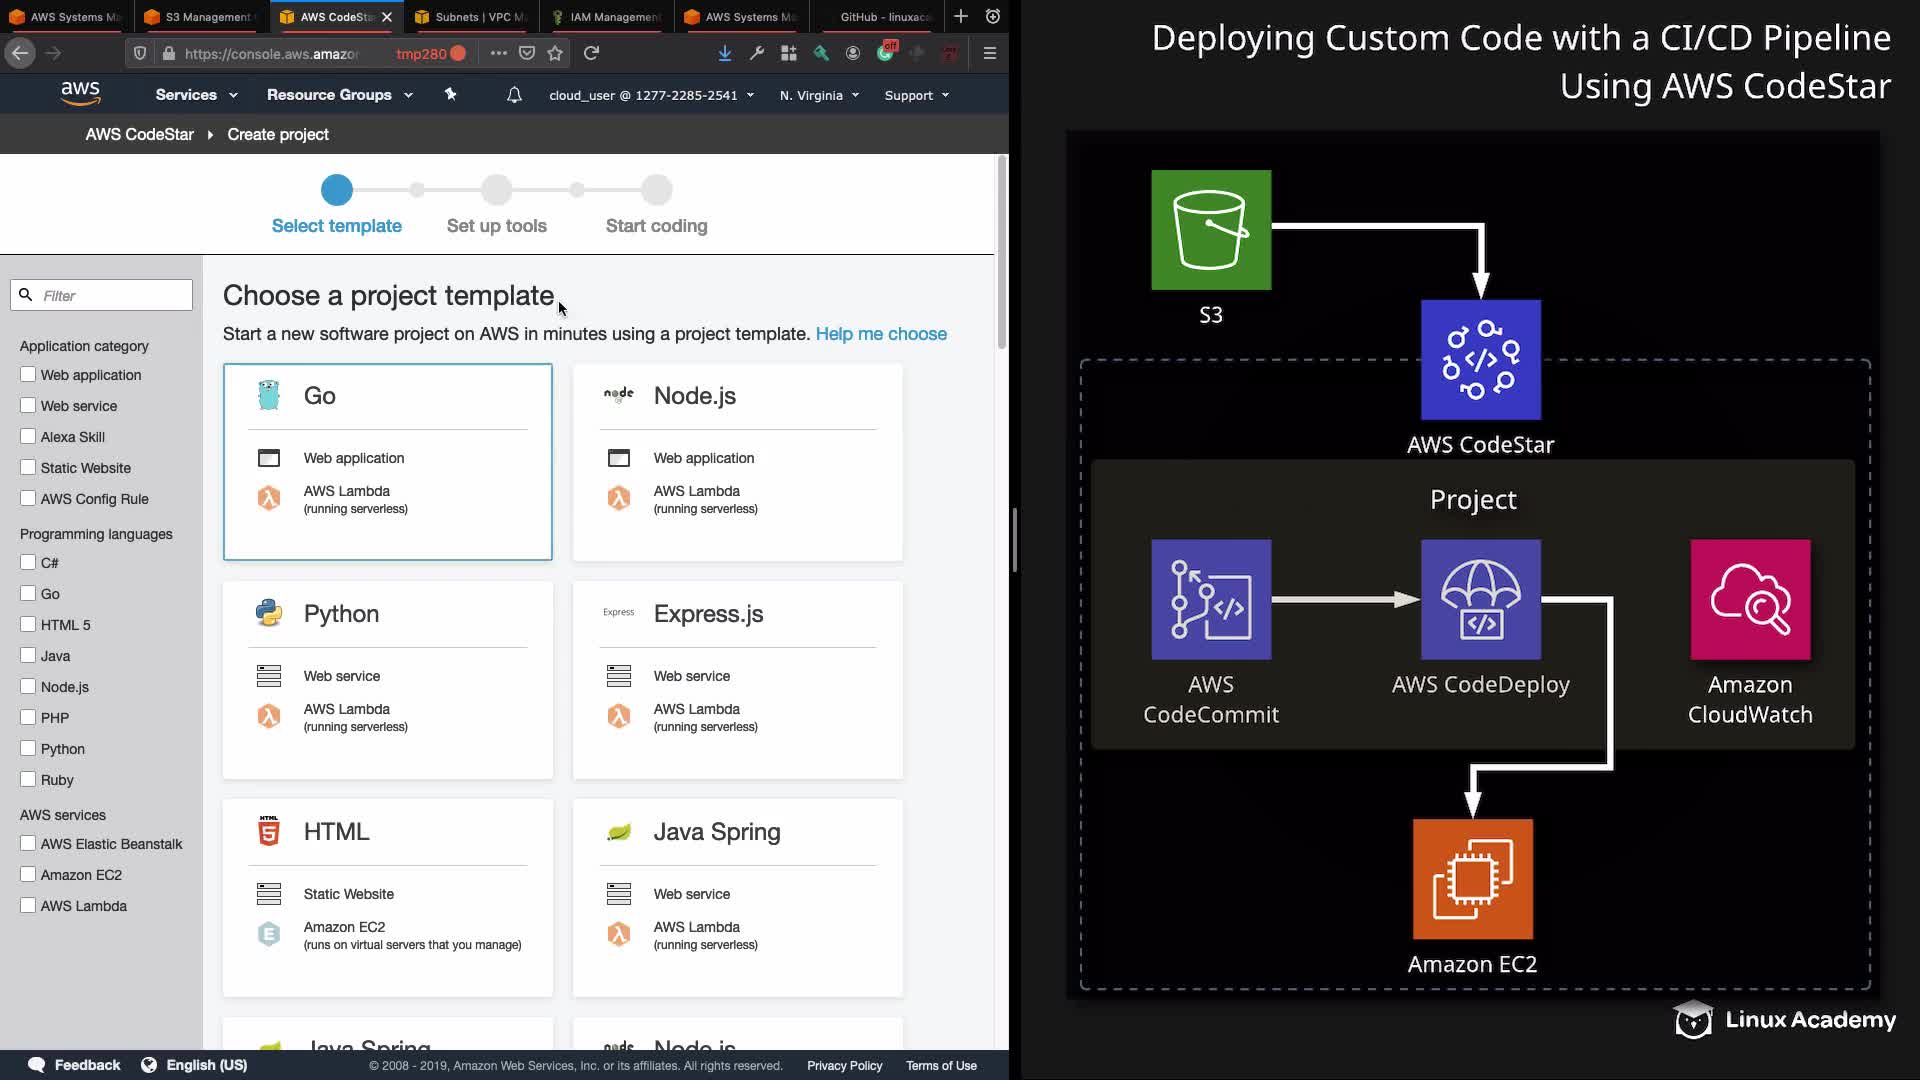 AWS Systems Ma
S3 Management
AWS CodeSta
Subnets | VPC M
IAM Management
AWS Systems Ma
GitHub - linuxaca
https://console.aws.amazon
tmp280
off
aws
Services
Resource Groups
cloud_user @ 1277-2285-2541
N. Virginia
Support
AWS CodeStar
Create project
Select template
Set up tools
Start coding
Filter
Application category
Web application
Web service
Alexa Skill
Static Website
AWS Config Rule
Programming languages
C#
Go
HTML 5
Java
Node.js
PHP
Python
Ruby
AWS services
AWS Elastic Beanstalk
Amazon EC2
AWS Lambda
Choose a project template
Start a new software project on AWS in minutes using a project template. Help me choose
Go
Web application
AWS Lambda
(running serverless)
node
Node.js
Web application
AWS Lambda
(running serverless)
Python
Web service
AWS Lambda
(running serverless)
Express
Express.js
Web service
AWS Lambda
(running serverless)
HTML
5
HTML
Static Website
E
Amazon EC2
(runs on virtual servers that you manage)
Java Spring
Web service
AWS Lambda
(running serverless)
Java Spring
node
Node.js
Feedback
English (US)
© 2008 - 2019, Amazon Web Services, Inc. or its affiliates. All rights reserved.
Privacy Policy
Terms of Use
Deploying Custom Code with a CI/CD Pipeline
Using AWS CodeStar
S3
AWS CodeStar
Project
AWS
CodeCommit
AWS CodeDeploy
Amazon
CloudWatch
Amazon EC2
Linux Academy